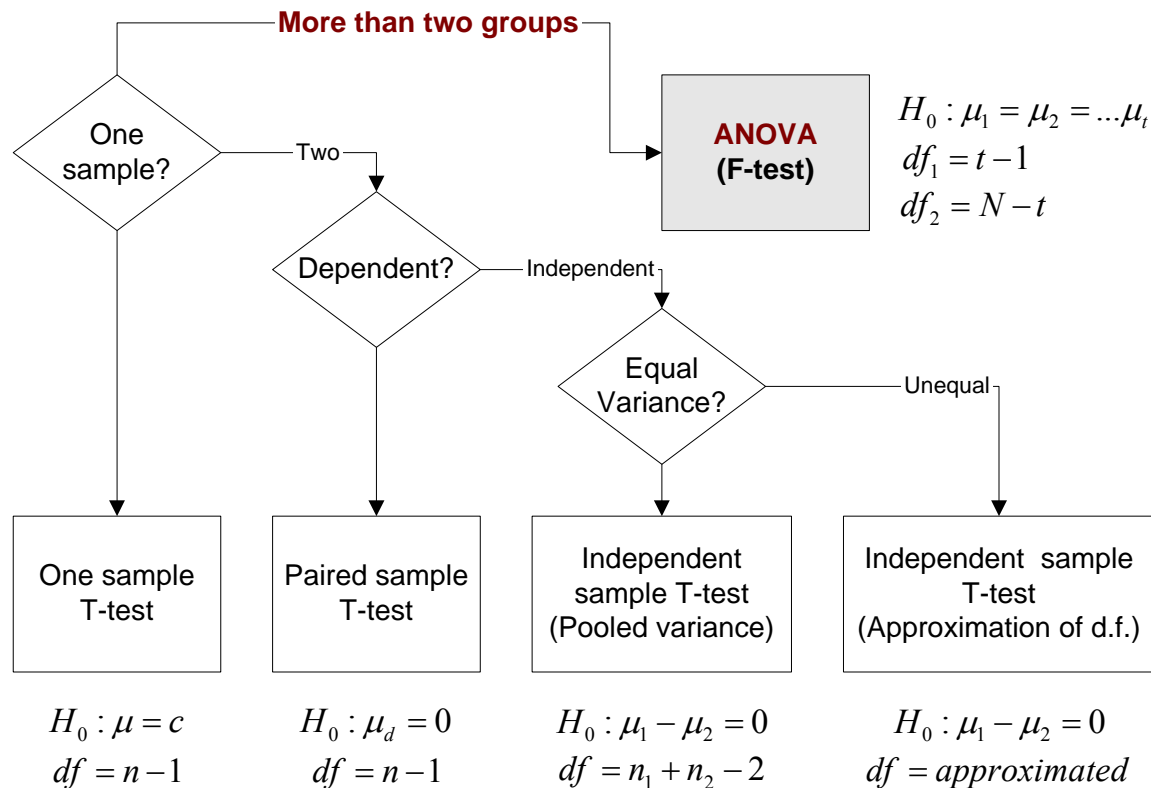 More than two groups
One
sample?
Two
ANOVA
(F-test)
H₀ : μ₁ = μ₂ = ...μₜ
df₁ = t − 1
df₂ = N − t
Dependent?
Independent
Equal
Variance?
Unequal
One sample
T-test
Paired sample
T-test
Independent
sample T-test
(Pooled variance)
Independent sample
T-test
(Approximation of d.f.)
H₀ : μ = c
df = n − 1
H₀ : μ_d = 0
df = n − 1
H₀ : μ₁ − μ₂ = 0
df = n₁ + n₂ − 2
H₀ : μ₁ − μ₂ = 0
df = approximated